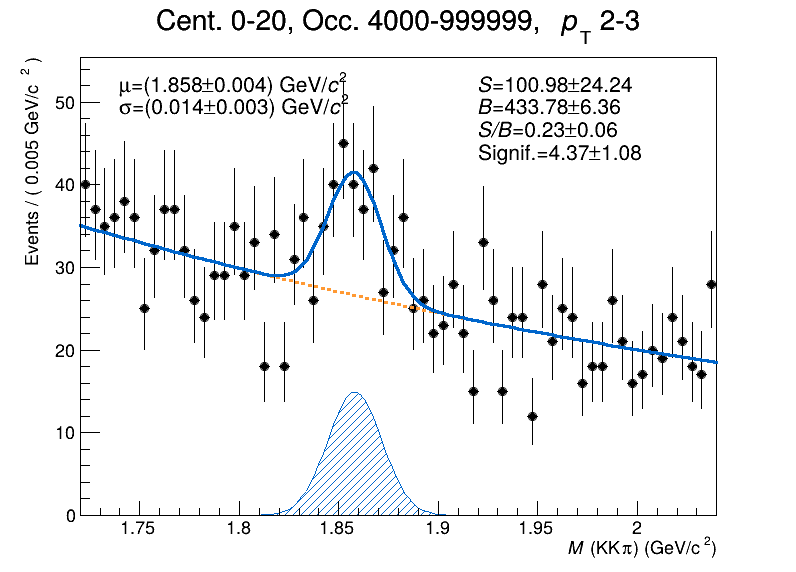 Cent. 0-20, Occ. 4000-999999, p_T 2-3
μ=(1.858±0.004) GeV/c²
σ=(0.014±0.003) GeV/c²
S=100.98±24.24
B=433.78±6.36
S/B=0.23±0.06
Signif.=4.37±1.08
Events / ( 0.005 GeV/c ² )
50
40
30
20
10
0
1.75 1.8 1.85 1.9 1.95 2
M (KKπ) (GeV/c ²)